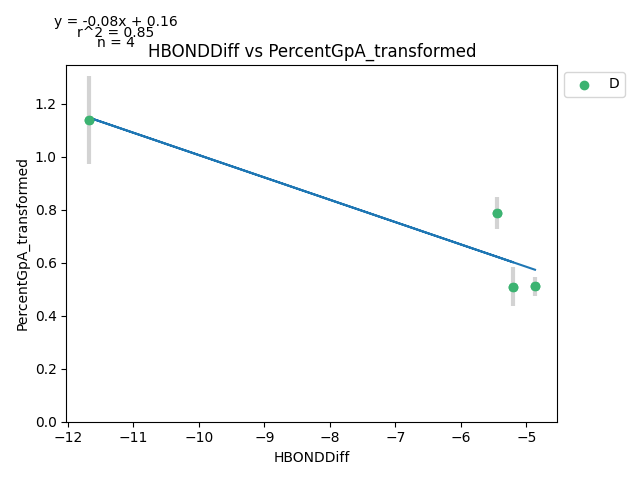 y = -0.08x + 0.16
r^2 = 0.85
n = 4
HBONDDiff vs PercentGpA_transformed
D
PercentGpA_transformed
1.2
1.0
0.8
0.6
0.4
0.2
0.0
−12 −11 −10 −9 −8 −7 −6 −5
HBONDDiff